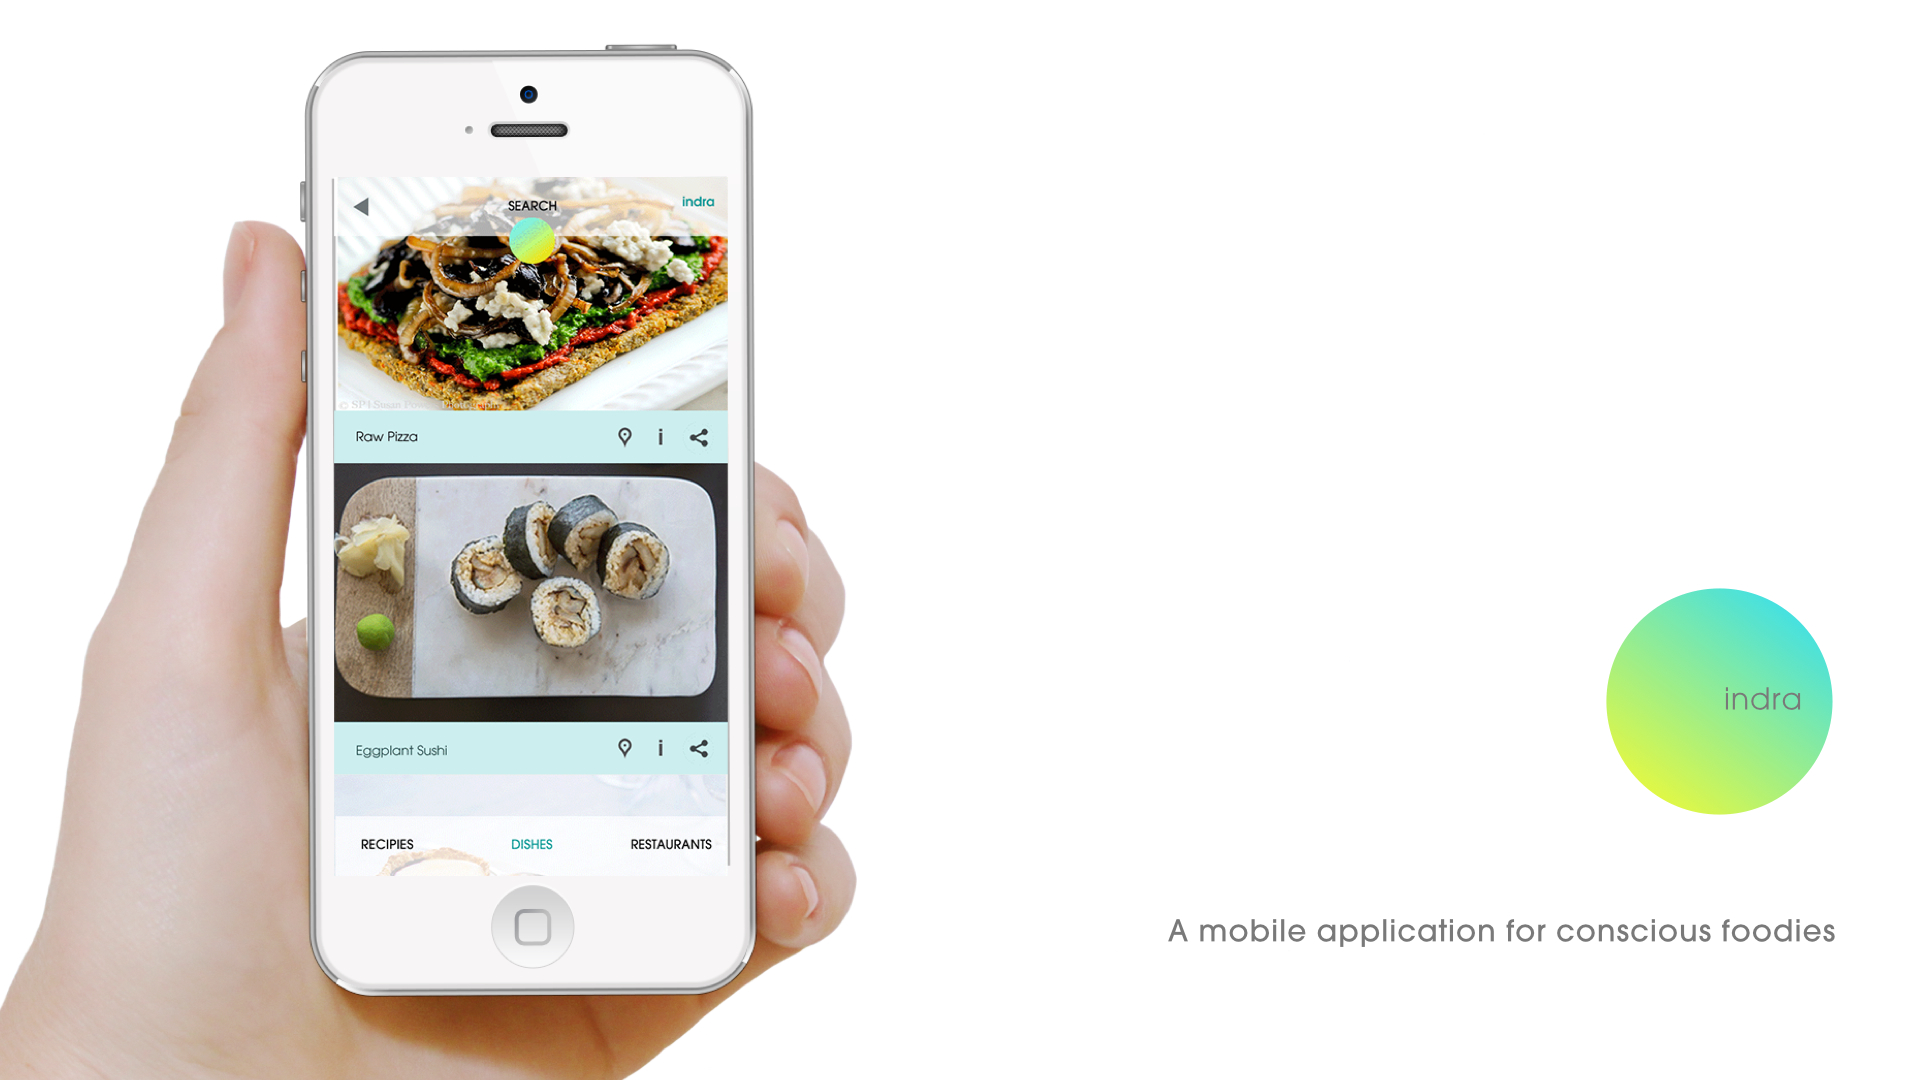 SEARCH
indra
Raw Pizza
i
Eggplant Sushi
i
RECIPIES
DISHES
RESTAURANTS
indra
A mobile application for conscious foodies